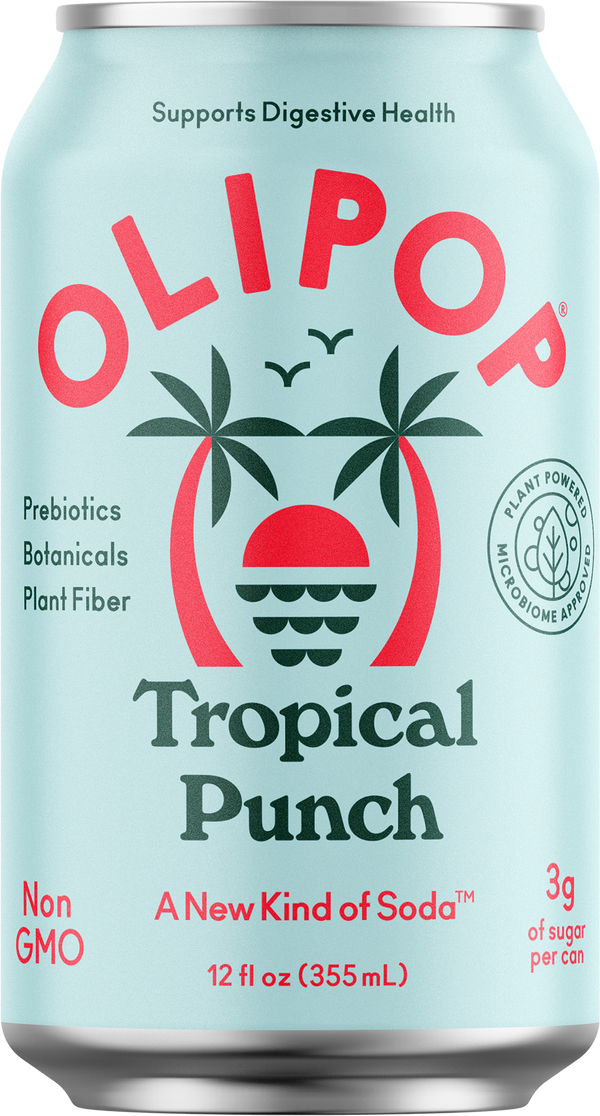 Supports Digestive Health
OLIPOP®
Prebiotics
Botanicals
Plant Fiber
PLANT POWERED
MICROBIOME APPROVED
Tropical
Punch
Non
GMO
A New Kind of Soda™
12 fl oz (355 mL)
3g
of sugar
per can